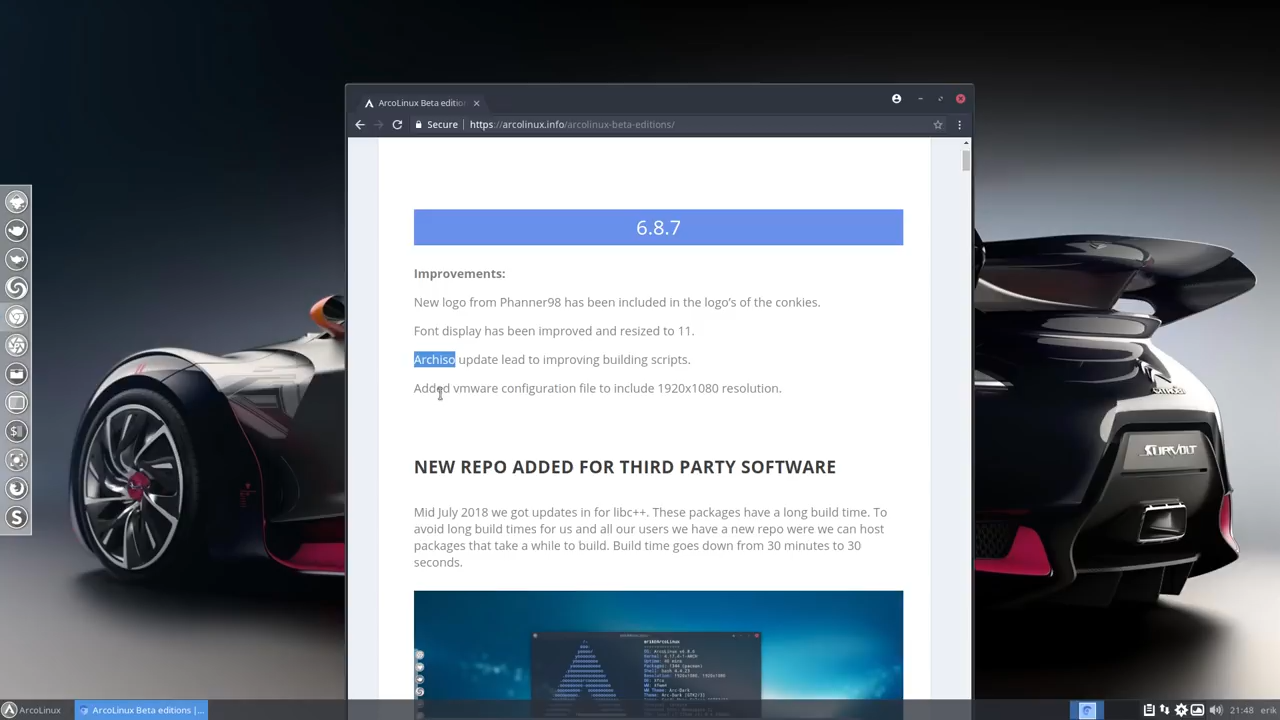 ArcoLinux Beta editio
Secure https://arcolinux.info/arcolinux-beta-editions/
6.8.7
Improvements:
New logo from Phanner98 has been included in the logo's of the conkies.
Font display has been improved and resized to 11.
Archiso update lead to improving building scripts.
Added vmware configuration file to include 1920x1080 resolution.
NEW REPO ADDED FOR THIRD PARTY SOFTWARE
Mid July 2018 we got updates in for libc++. These packages have a long build time. To
avoid long build times for us and all our users we have a new repo were we can host
packages that take a while to build. Build time goes down from 30 minutes to 30
seconds.
SURVOLT
rcoLinux
ArcoLinux Beta editions |...
21:48 erik